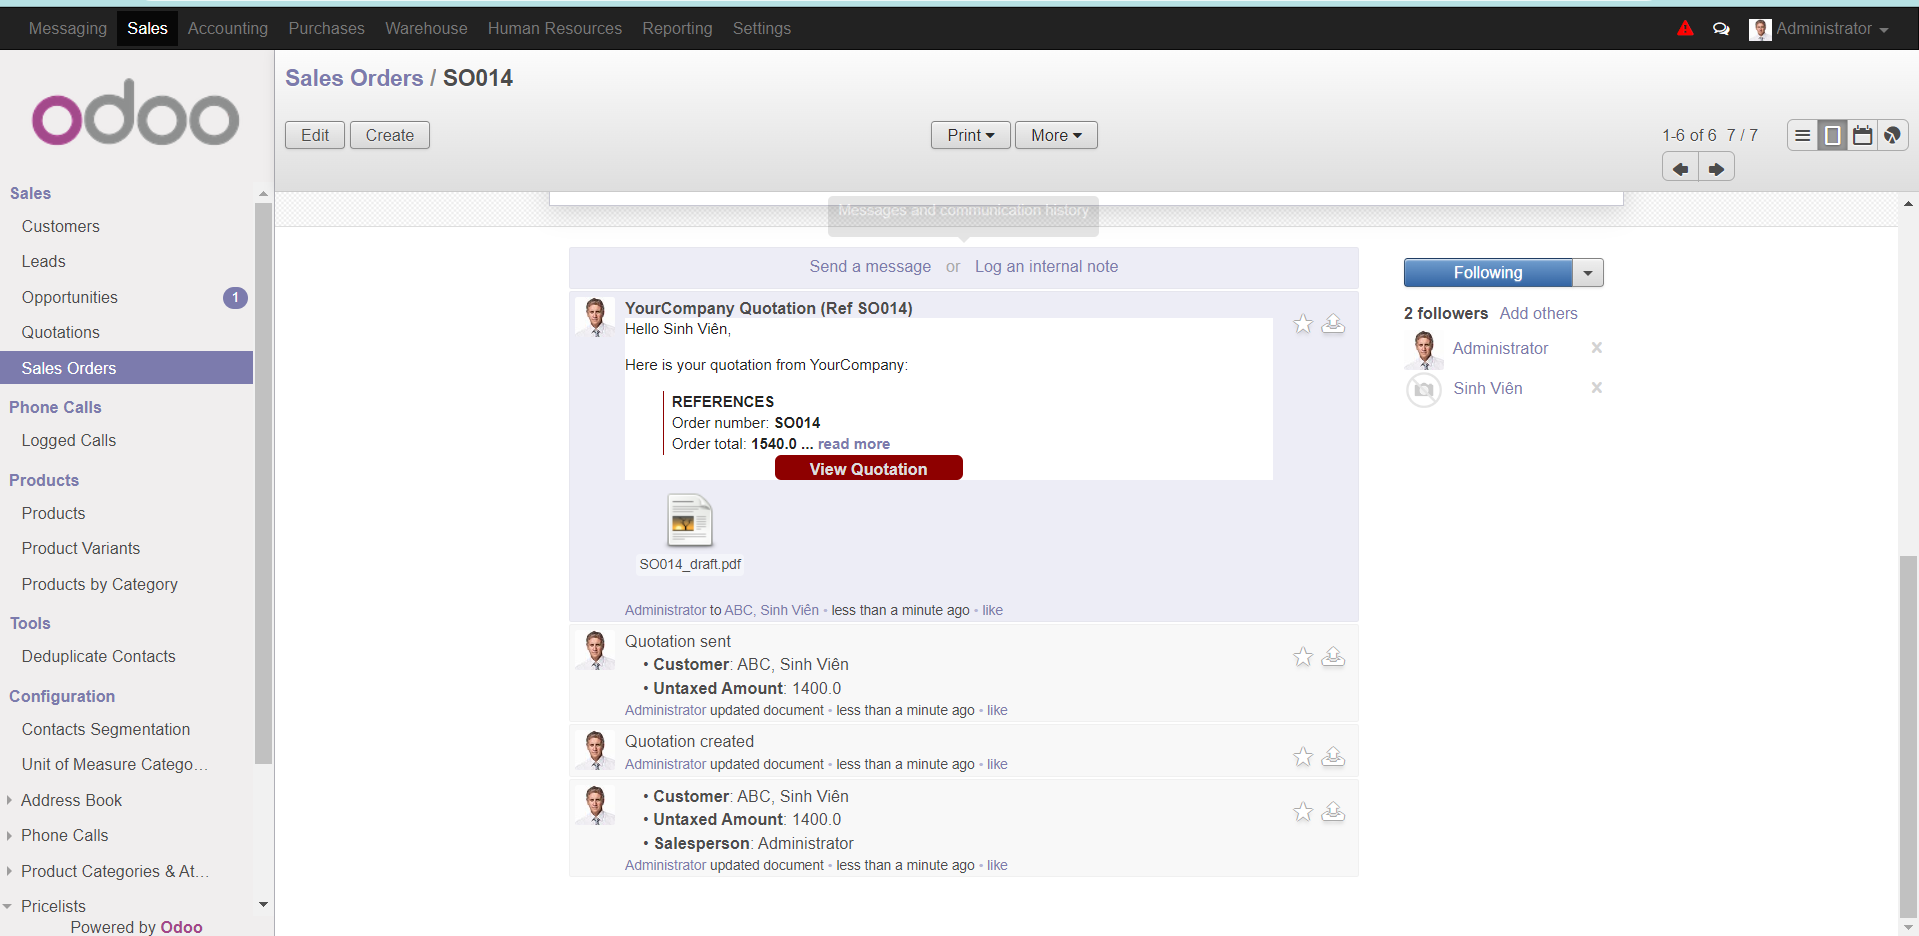 Messaging Sales Accounting Purchases Warehouse Human Resources Reporting Settings Administrator
odoo
Sales
Customers
Leads
Opportunities 1
Quotations
Sales Orders
Phone Calls
Logged Calls
Products
Products
Product Variants
Products by Category
Tools
Deduplicate Contacts
Configuration
Contacts Segmentation
Unit of Measure Catego...
Address Book
Phone Calls
Product Categories & At...
Pricelists
Powered by Odoo
Sales Orders / SO014
Edit Create Print More 1-6 of 6 7 / 7
Messages and communication history
Send a message or Log an internal note
YourCompany Quotation (Ref SO014)
Hello Sinh Viên,
Here is your quotation from YourCompany:
REFERENCES
Order number: SO014
Order total: 1540.0 ... read more
View Quotation
SO014_draft.pdf
Administrator to ABC, Sinh Viên • less than a minute ago • like
Quotation sent
• Customer: ABC, Sinh Viên
• Untaxed Amount: 1400.0
Administrator updated document • less than a minute ago • like
Quotation created
Administrator updated document • less than a minute ago • like
• Customer: ABC, Sinh Viên
• Untaxed Amount: 1400.0
• Salesperson: Administrator
Administrator updated document • less than a minute ago • like
Following
2 followers Add others
Administrator ×
Sinh Viên ×